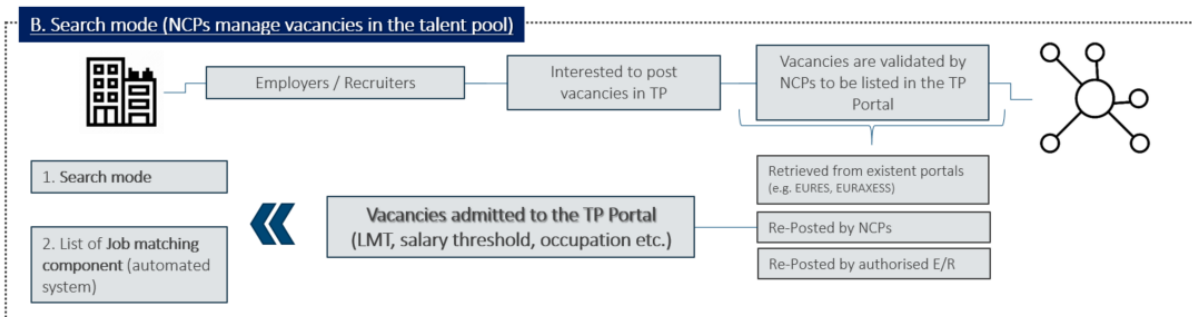 B. Search mode (NCPs manage vacancies in the talent pool)
Employers / Recruiters
Interested to post
vacancies in TP
Vacancies are validated by
NCPs to be listed in the TP
Portal
1. Search mode
2. List of Job matching
component (automated
system)
Vacancies admitted to the TP Portal
(LMT, salary threshold, occupation etc.)
Retrieved from existent portals
(e.g. EURES, EURAXESS)
Re-Posted by NCPs
Re-Posted by authorised E/R